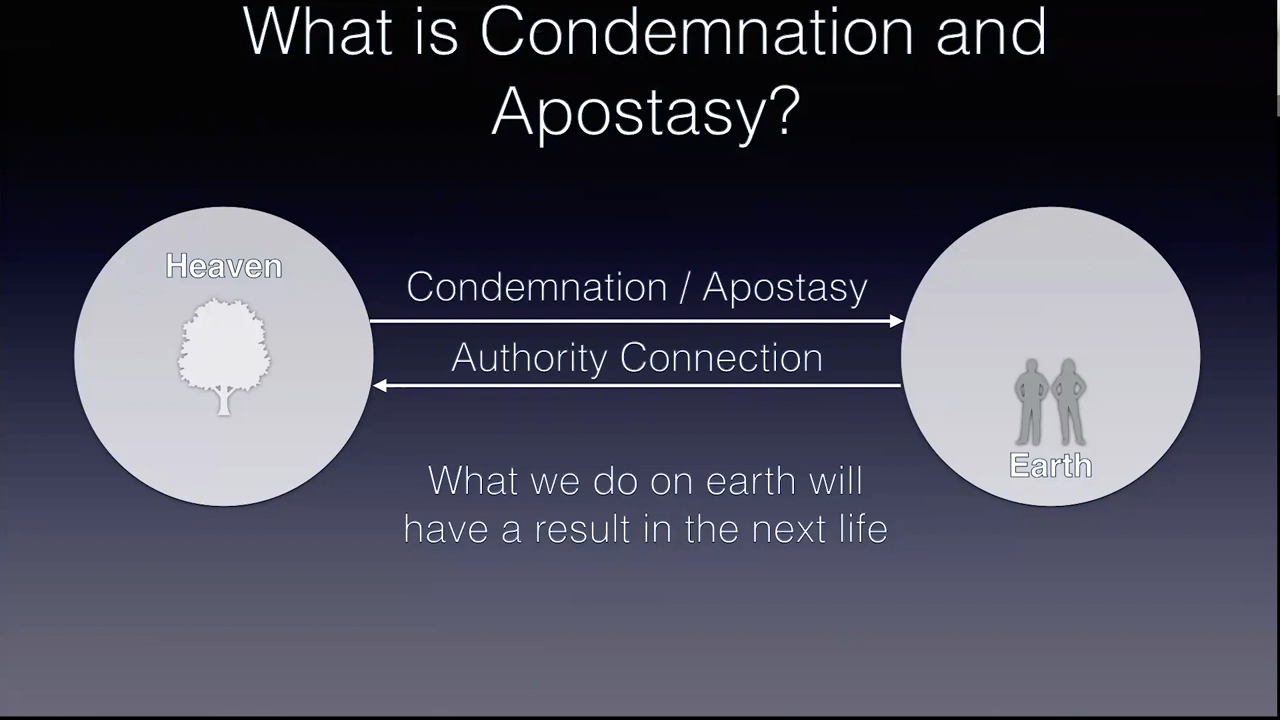 What is Condemnation and
Apostasy?
Heaven
Condemnation / Apostasy
Authority Connection
Earth
What we do on earth will
have a result in the next life